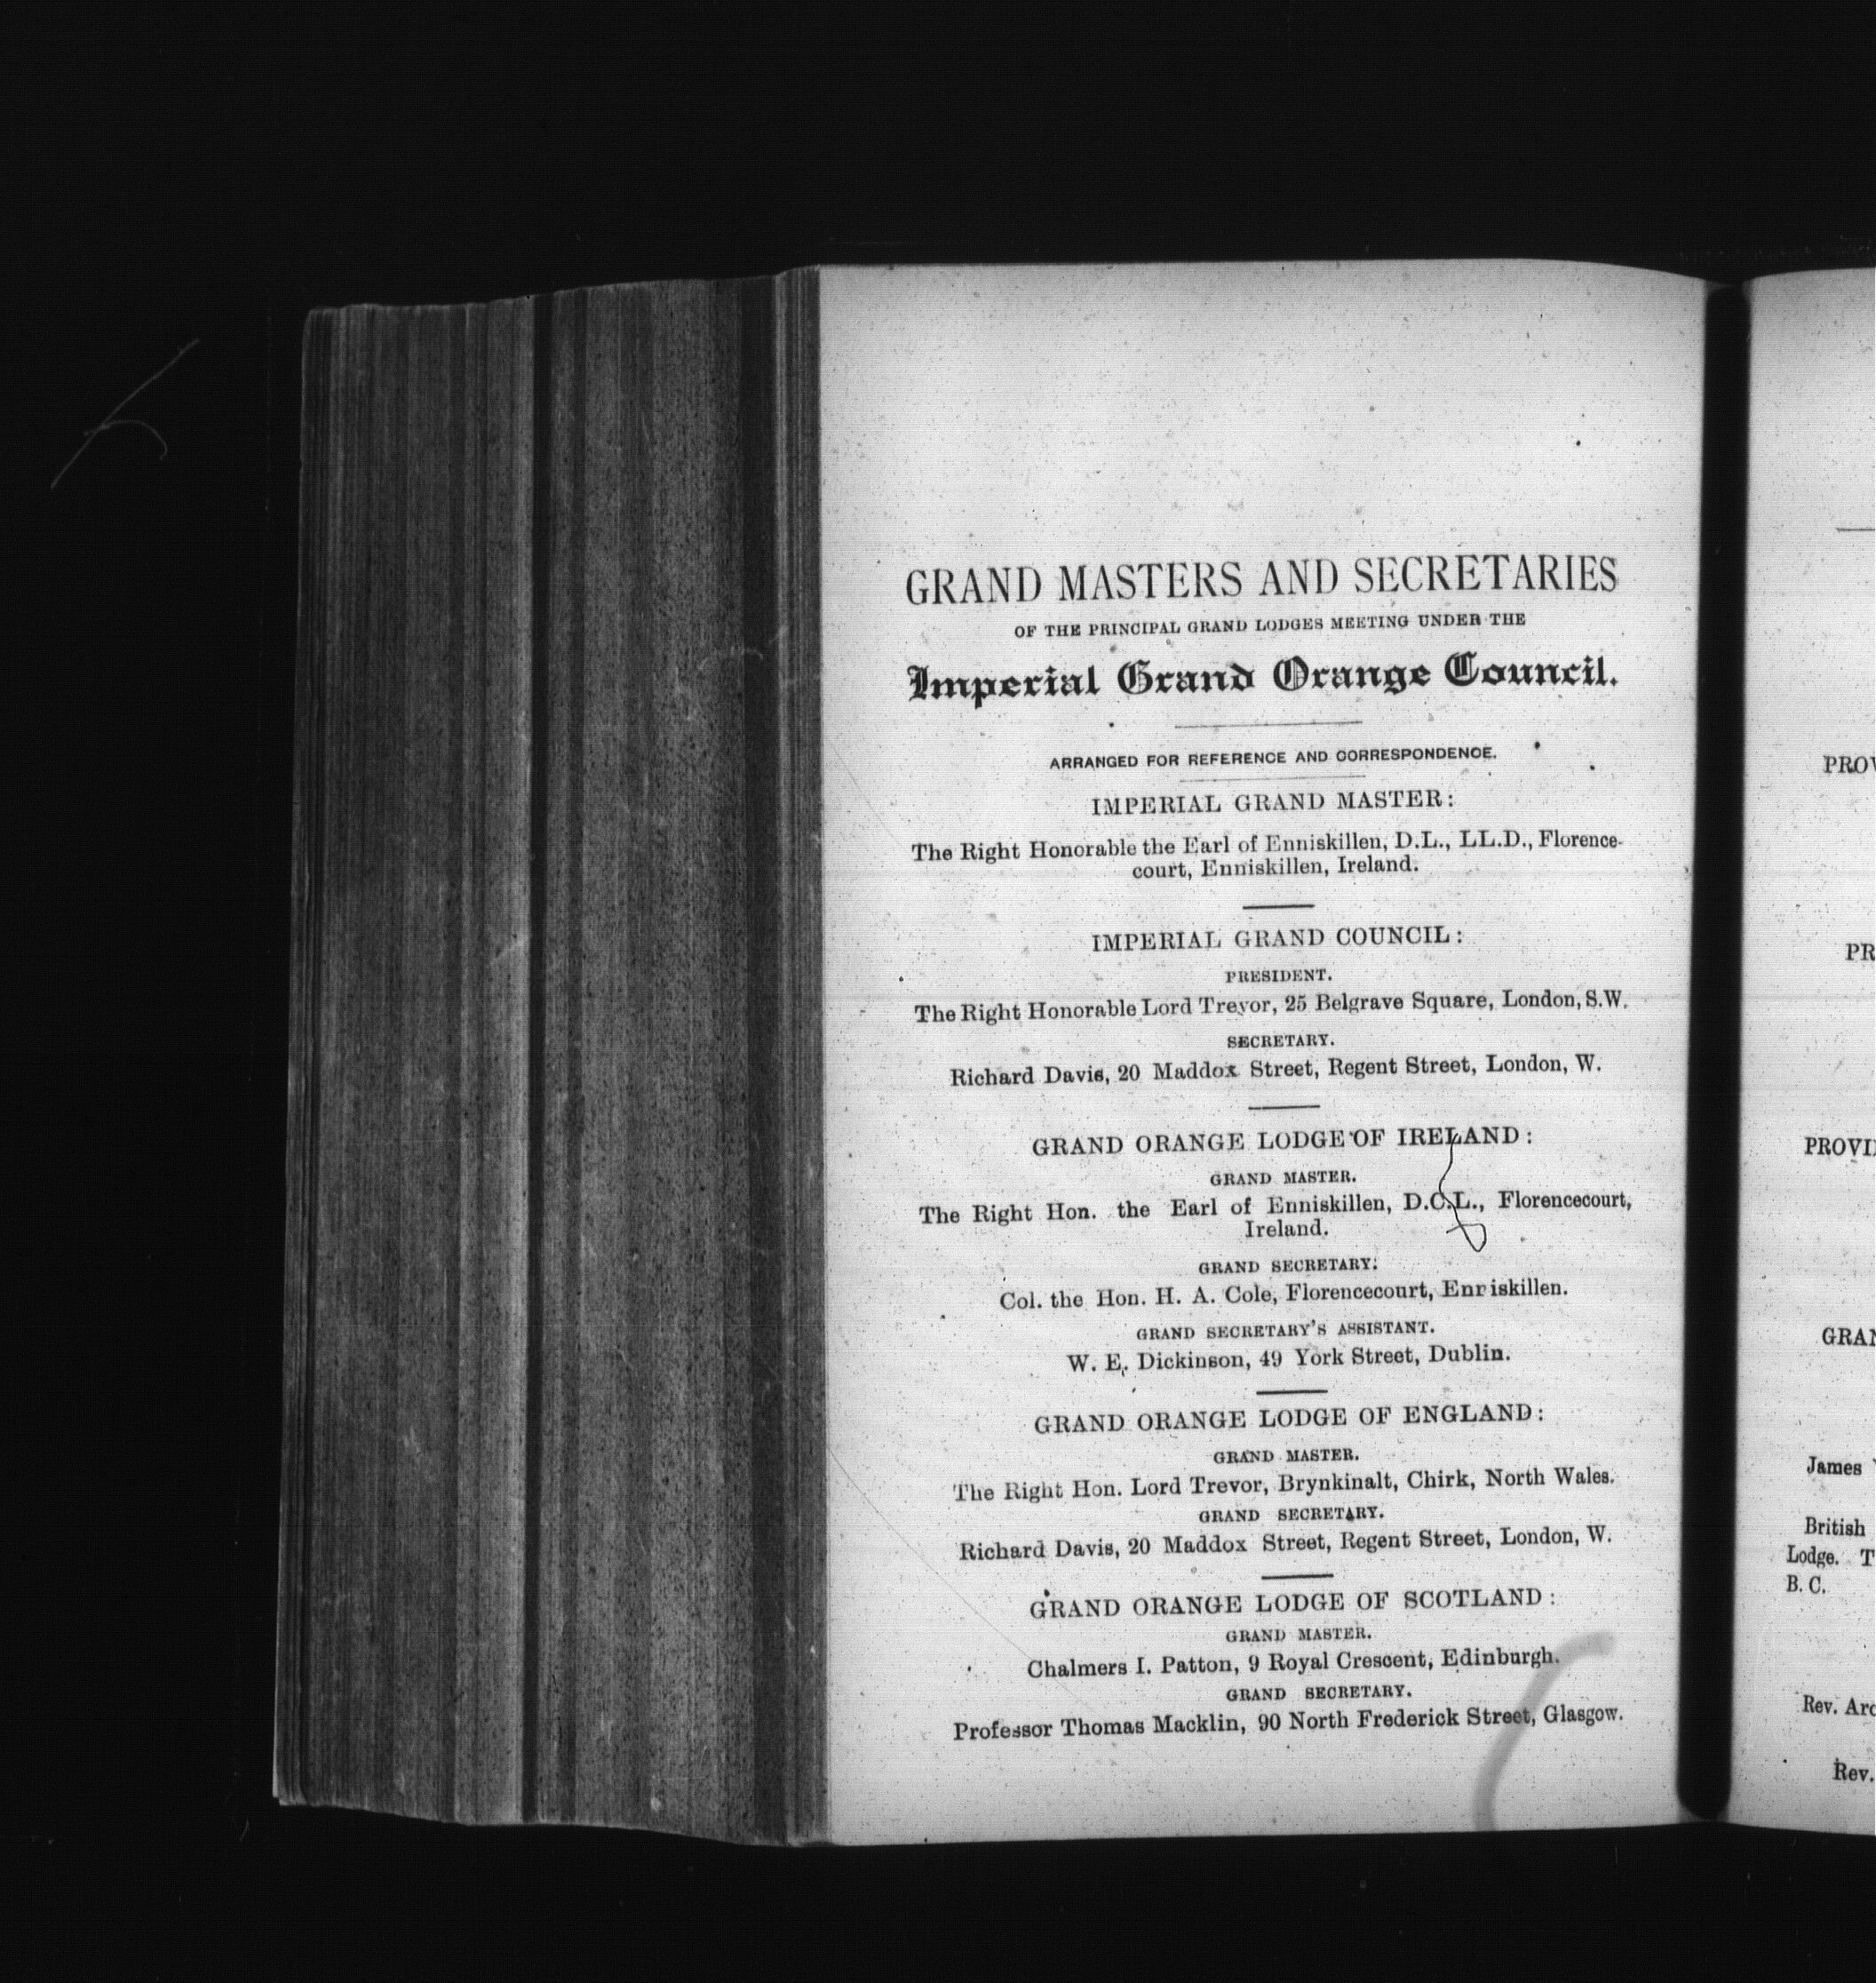 GRAND MASTERS AND SECRETARIES
OF THE PRINCIPAL GRAND LODGES MEETING UNDER THE
Imperial Grand Orange Council.
ARRANGED FOR REFERENCE AND CORRESPONDENCE.
IMPERIAL GRAND MASTER:
The Right Honorable the Earl of Enniskillen, D.L., LL.D., Florence-
court, Enniskillen, Ireland.
IMPERIAL GRAND COUNCIL:
PRESIDENT.
The Right Honorable Lord Trevor, 25 Belgrave Square, London, S.W.
SECRETARY.
Richard Davis, 20 Maddox Street, Regent Street, London, W.
GRAND ORANGE LODGE OF IRELAND:
GRAND MASTER.
The Right Hon. the Earl of Enniskillen, D.C.L., Florencecourt,
Ireland.
GRAND SECRETARY.
Col. the Hon. H. A. Cole, Florencecourt, Enniskillen.
GRAND SECRETARY'S ASSISTANT.
W. E. Dickinson, 49 York Street, Dublin.
GRAND ORANGE LODGE OF ENGLAND:
GRAND MASTER.
The Right Hon. Lord Trevor, Brynkinalt, Chirk, North Wales.
GRAND SECRETARY.
Richard Davis, 20 Maddox Street, Regent Street, London, W.
GRAND ORANGE LODGE OF SCOTLAND:
GRAND MASTER.
Chalmers I. Patton, 9 Royal Crescent, Edinburgh.
GRAND SECRETARY.
Professor Thomas Macklin, 90 North Frederick Street, Glasgow.
PROV
PR
PROVI
GRAN
James
British
Lodge. T
B. C.
Rev. Arc
Rev.